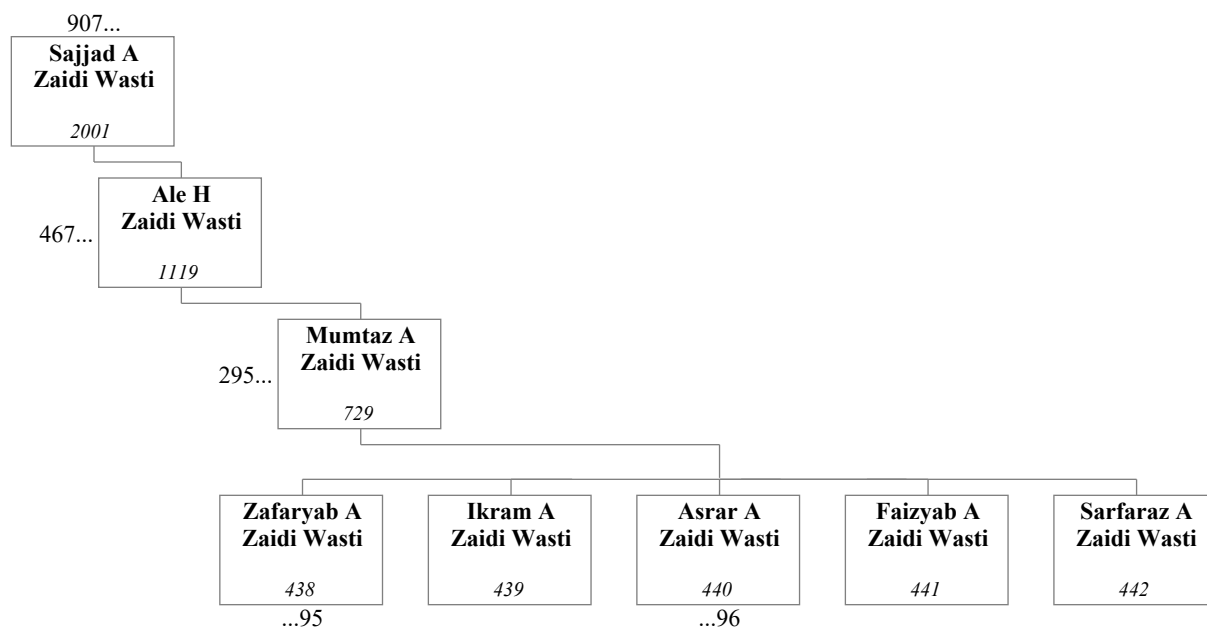 907...
Sajjad A
Zaidi Wasti
2001
Ale H
Zaidi Wasti
467...
1119
Mumtaz A
Zaidi Wasti
295...
729
Zafaryab A
Zaidi Wasti
438
...95
Ikram A
Zaidi Wasti
439
Asrar A
Zaidi Wasti
440
...96
Faizyab A
Zaidi Wasti
441
Sarfaraz A
Zaidi Wasti
442